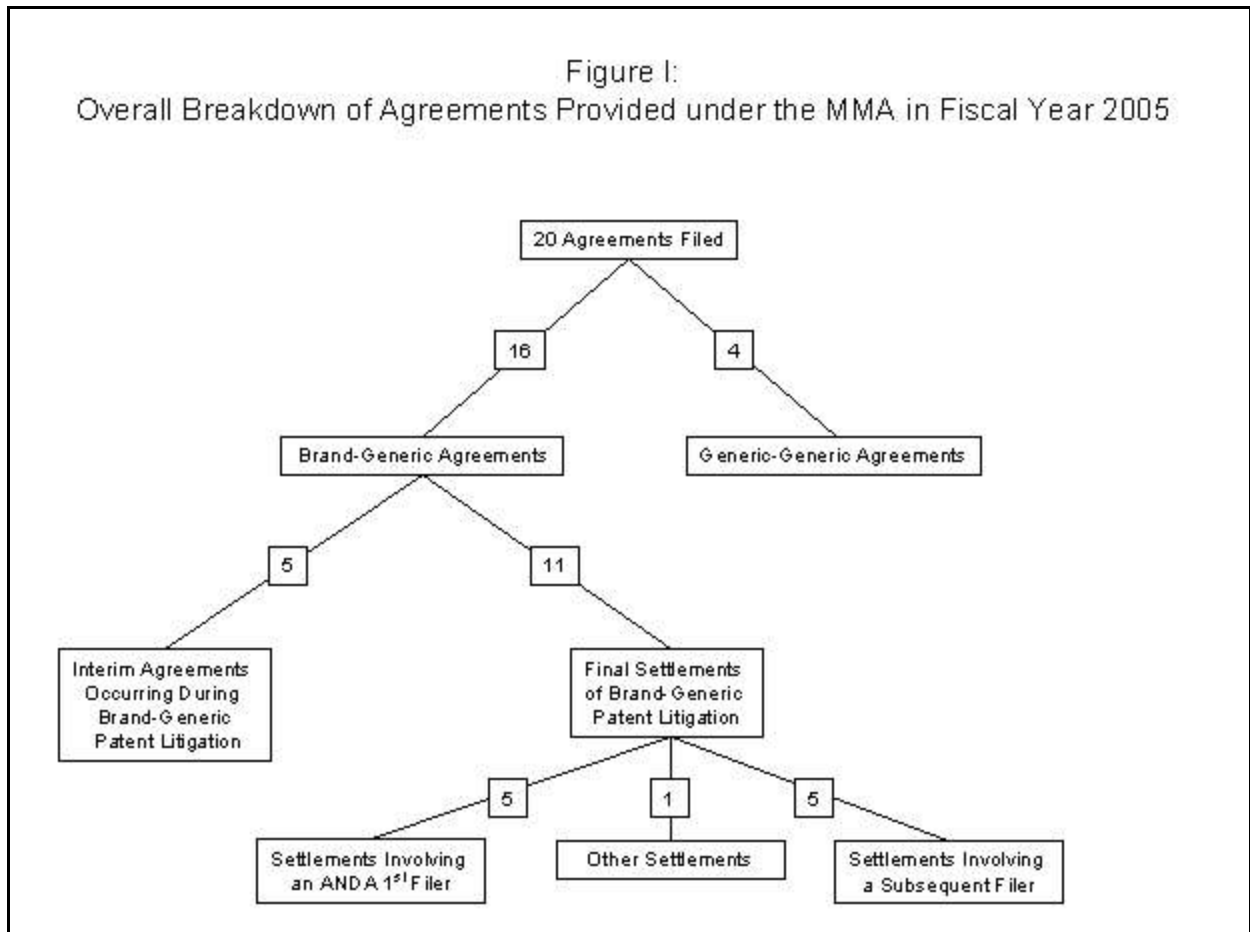 Figure I:
Overall Breakdown of Agreements Provided under the MMA in Fiscal Year 2005
20 Agreements Filed
16
4
Brand-Generic Agreements
Generic-Generic Agreements
5
11
Interim Agreements
Occurring During
Brand-Generic
Patent Litigation
Final Settlements
of Brand-Generic
Patent Litigation
5
1
5
Settlements Involving
an ANDA 1st Filer
Other Settlements
Settlements Involving
a Subsequent Filer